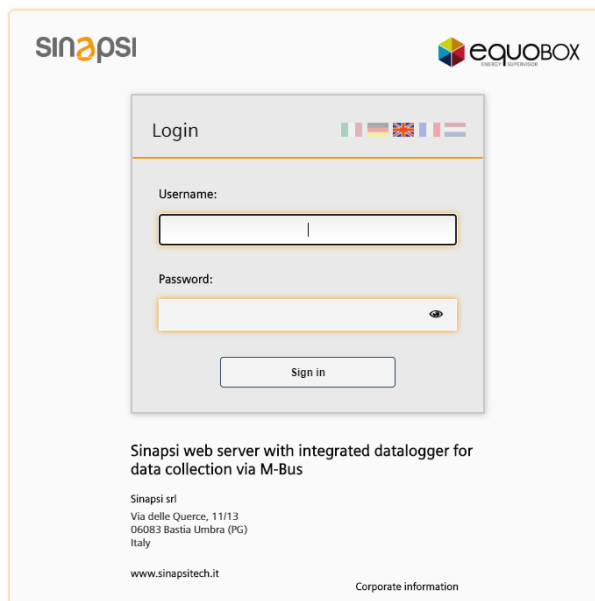 sinapsi
equoBOX
ENERGY SUPERVISOR
Login
Username:
Password:
Sign in
Sinapsi web server with integrated datalogger for
data collection via M-Bus
Sinapsi srl
Via delle Querce, 11/13
06083 Bastia Umbra (PG)
Italy
www.sinapsitech.it
Corporate information